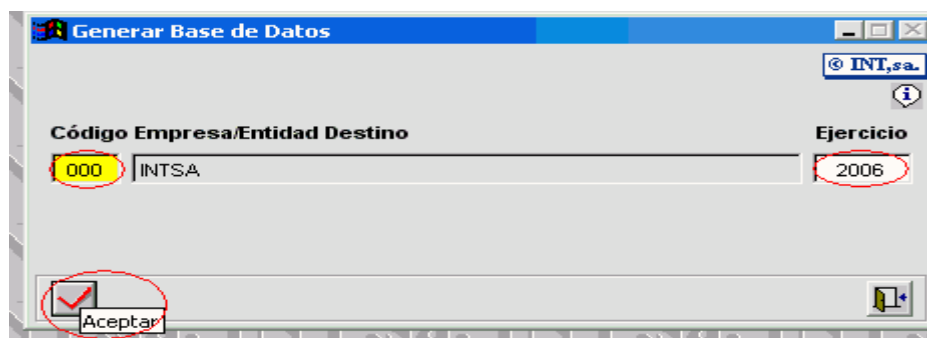 Generar Base de Datos
© INT,sa.
Código Empresa/Entidad Destino Ejercicio
000 INTSA 2006
Aceptar